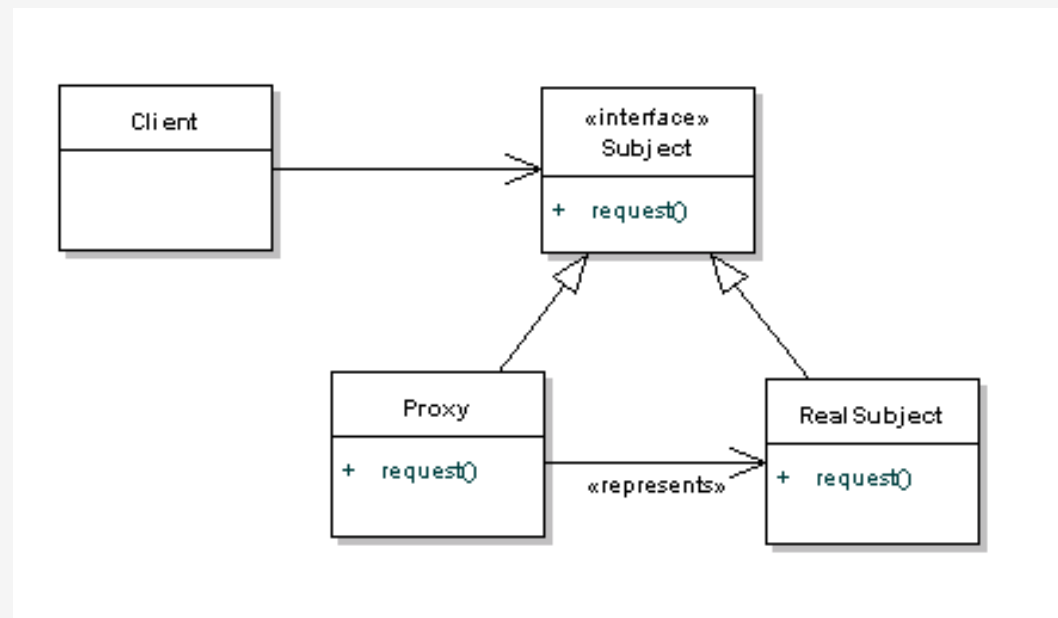 Client
«interface»
Subject
+ request()
Proxy
+ request()
«represents»
RealSubject
+ request()